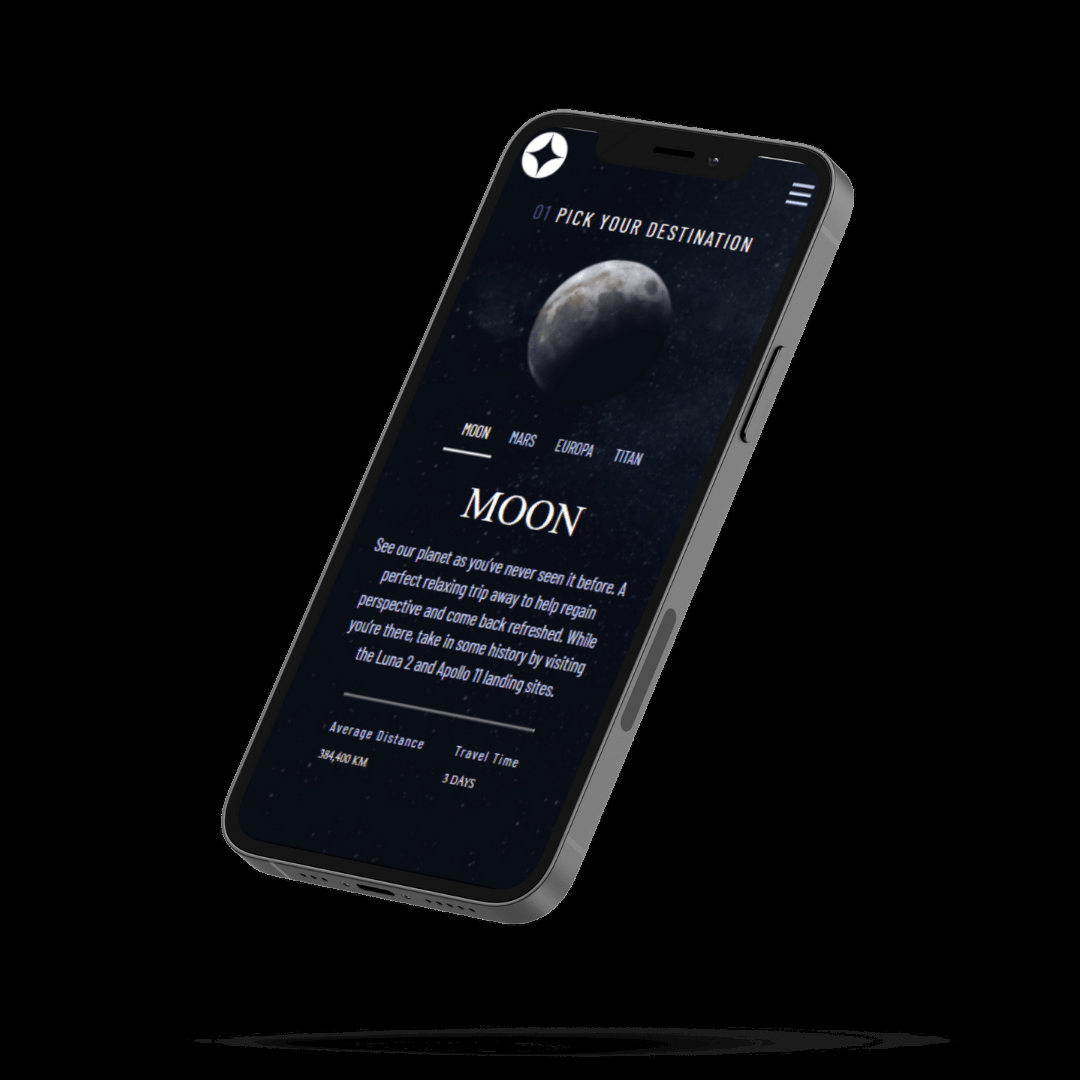 01 PICK YOUR DESTINATION
MOON MARS EUROPA TITAN
MOON
See our planet as you've never seen it before. A
perfect relaxing trip away to help regain
perspective and come back refreshed. While
you're there, take in some history by visiting
the Luna 2 and Apollo 11 landing sites.
Average Distance Travel Time
384,400 KM 3 DAYS